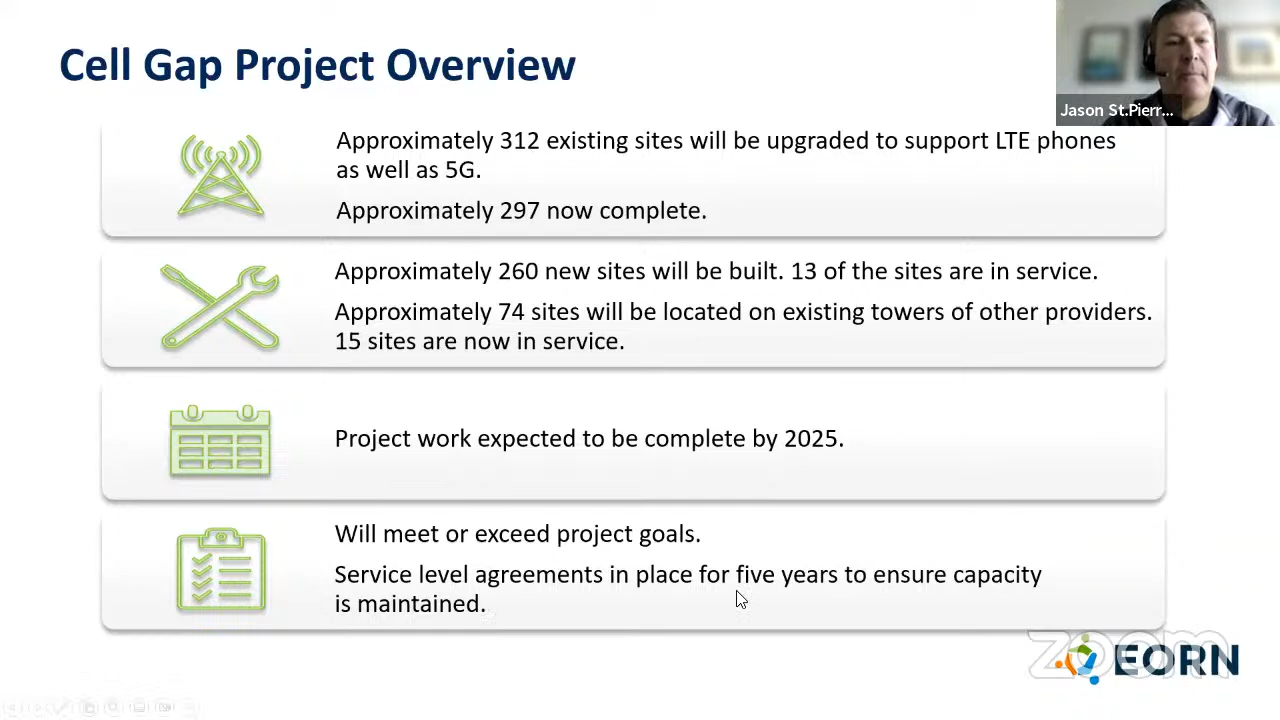 Cell Gap Project Overview
Jason St.Pierr...
Approximately 312 existing sites will be upgraded to support LTE phones
as well as 5G.
Approximately 297 now complete.
Approximately 260 new sites will be built. 13 of the sites are in service.
Approximately 74 sites will be located on existing towers of other providers.
15 sites are now in service.
Project work expected to be complete by 2025.
Will meet or exceed project goals.
Service level agreements in place for five years to ensure capacity
is maintained.
zoom
EORN